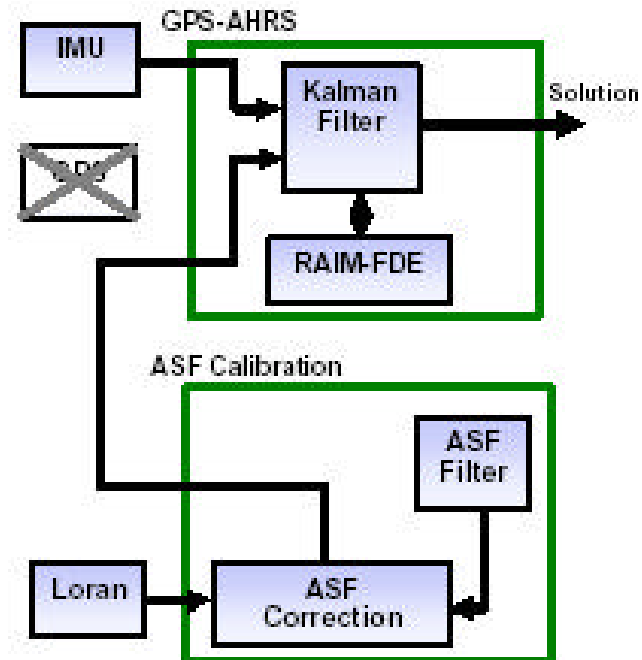 GPS-AHRS
IMU
Kalman
Filter
Solution
RAIM-FDE
ASF Calibration
ASF
Filter
Loran
ASF
Correction